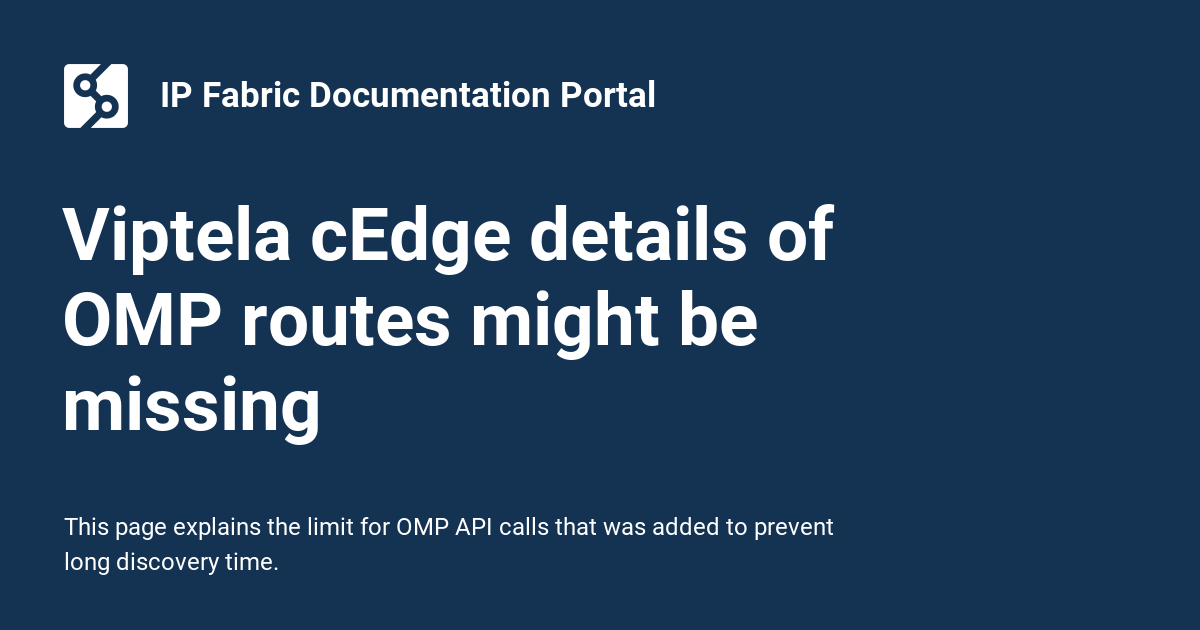 IP Fabric Documentation Portal
Viptela cEdge details of
OMP routes might be
missing
This page explains the limit for OMP API calls that was added to prevent
long discovery time.